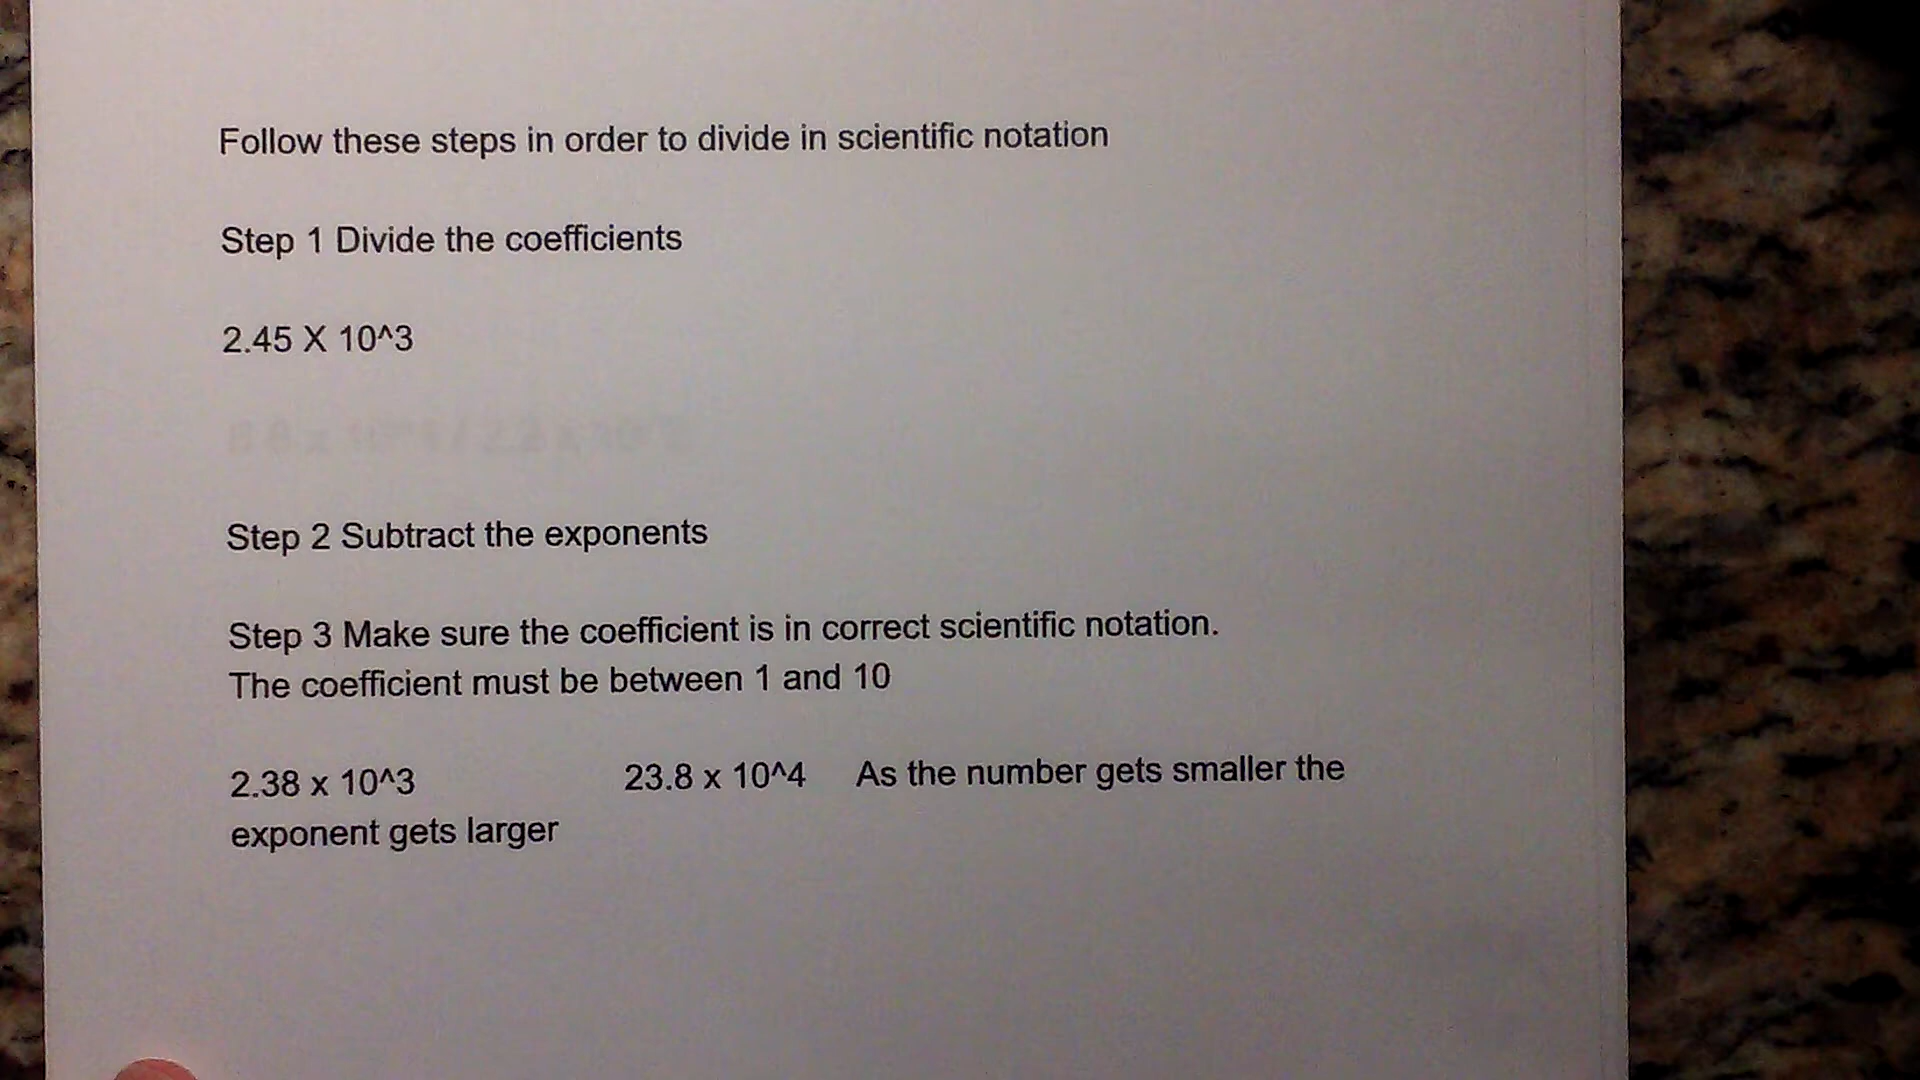 Follow these steps in order to divide in scientific notation
Step 1 Divide the coefficients
2.45 X 10^3
Step 2 Subtract the exponents
Step 3 Make sure the coefficient is in correct scientific notation.
The coefficient must be between 1 and 10
2.38 x 10^3 23.8 x 10^4 As the number gets smaller the
exponent gets larger